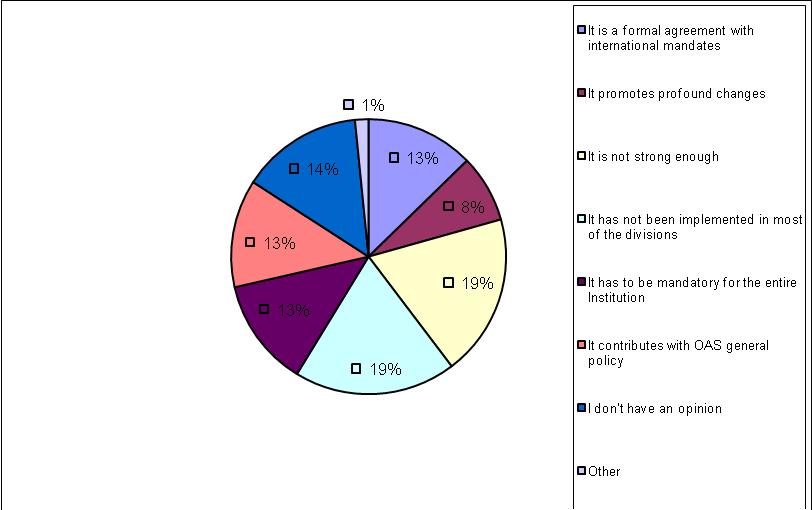 1%
13%
8%
19%
19%
13%
13%
14%
It is a formal agreement with
international mandates
It promotes profound changes
It is not strong enough
It has not been implemented in most
of the divisions
It has to be mandatory for the entire
Institution
It contributes with OAS general
policy
I don't have an opinion
Other